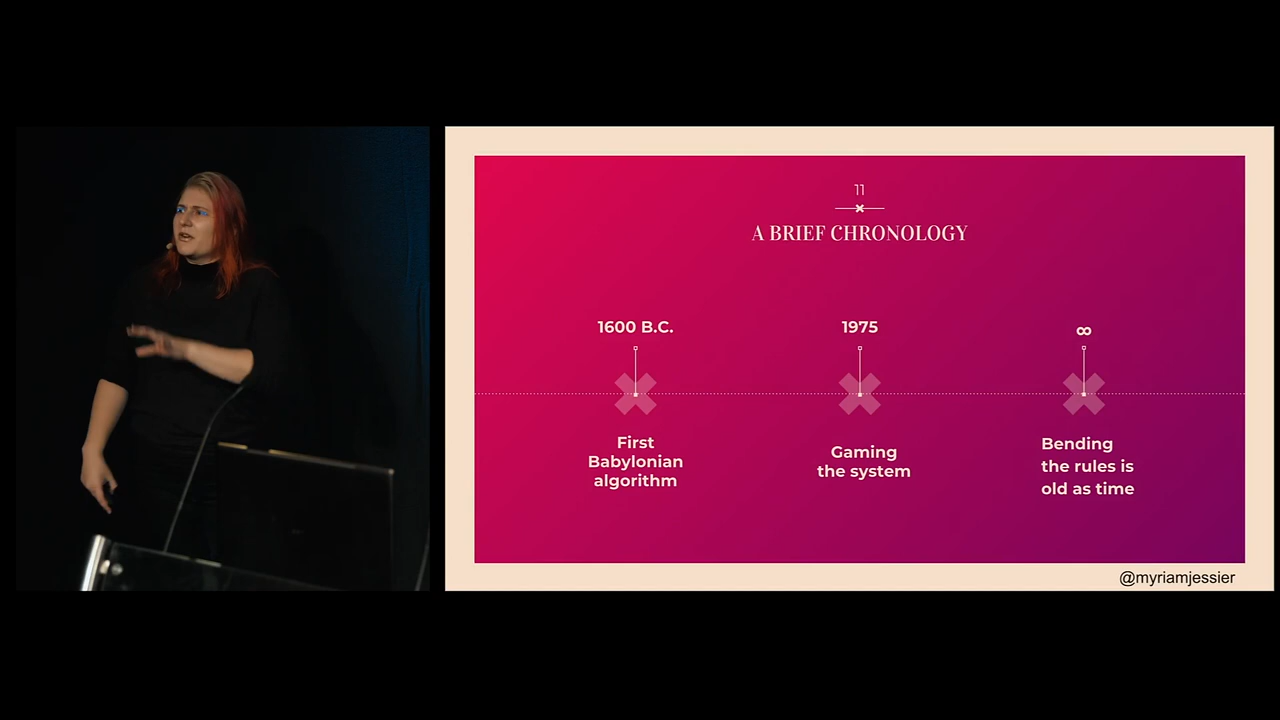 11
A BRIEF CHRONOLOGY
1600 B.C.
1975
∞
First
Babylonian
algorithm
Gaming
the system
Bending
the rules is
old as time
@myriamjessier